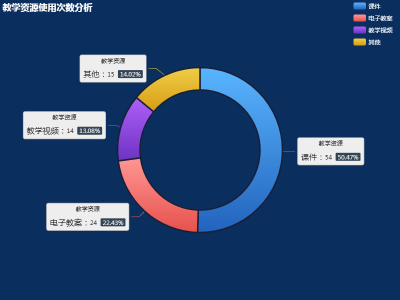 教学资源使用次数分析
课件
电子教案
教学视频
其他
教学资源
其他：15 14.02%
教学资源
教学视频：14 13.08%
教学资源
课件：54 50.47%
教学资源
电子教案：24 22.43%